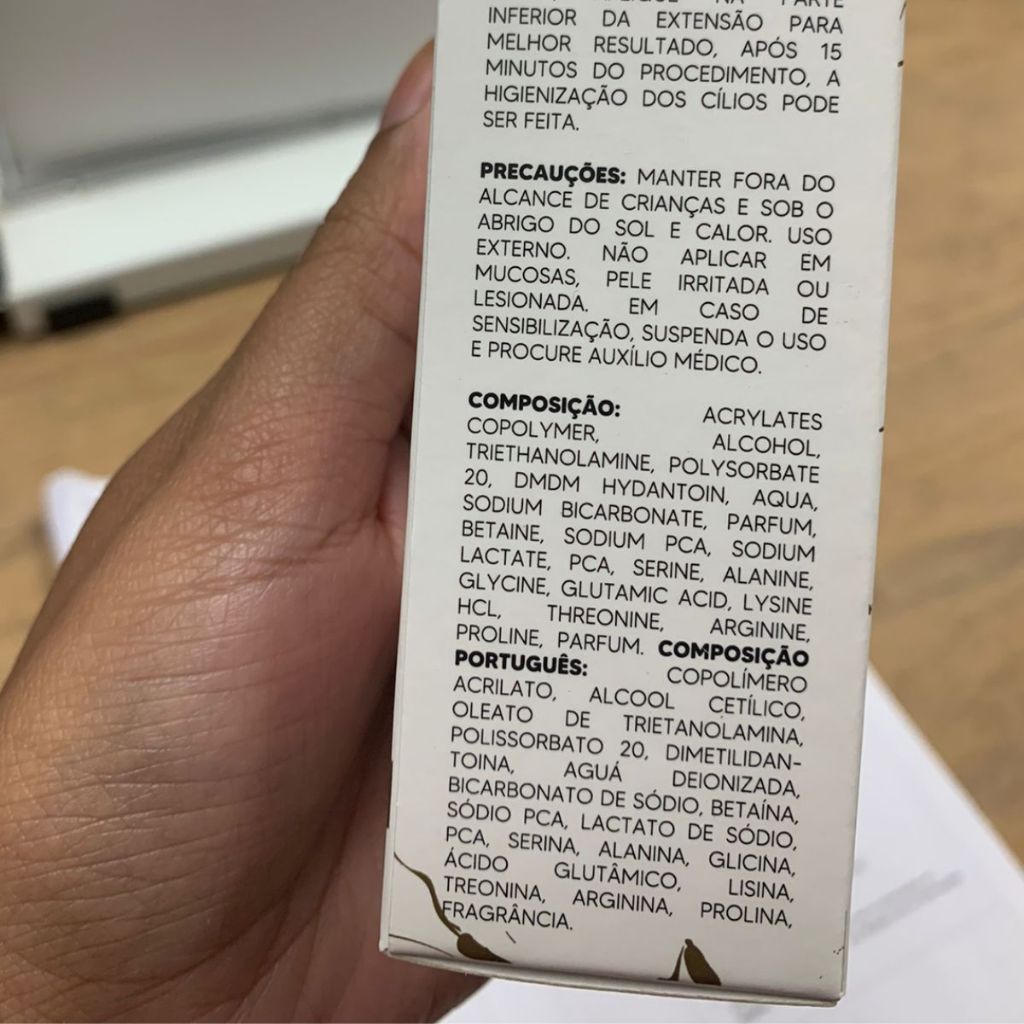 PARTE
INFERIOR DA EXTENSÃO PARA
MELHOR RESULTADO, APÓS 15
MINUTOS DO PROCEDIMENTO, A
HIGIENIZAÇÃO DOS CÍLIOS PODE
SER FEITA.
PRECAUÇÕES: MANTER FORA DO
ALCANCE DE CRIANÇAS E SOB O
ABRIGO DO SOL E CALOR. USO
EXTERNO. NÃO APLICAR EM
MUCOSAS, PELE IRRITADA OU
LESIONADA. EM CASO DE
SENSIBILIZAÇÃO, SUSPENDA O USO
E PROCURE AUXÍLIO MÉDICO.
COMPOSIÇÃO: ACRYLATES
COPOLYMER, ALCOHOL,
TRIETHANOLAMINE, POLYSORBATE
20, DMDM HYDANTOIN, AQUA,
SODIUM BICARBONATE, PARFUM,
BETAINE, SODIUM PCA, SODIUM
LACTATE, PCA, SERINE, ALANINE,
GLYCINE, GLUTAMIC ACID, LYSINE
HCL, THREONINE, ARGININE,
PROLINE, PARFUM. COMPOSIÇÃO
PORTUGUÊS: COPOLÍMERO
ACRILATO, ALCOOL CETÍLICO,
OLEATO DE TRIETANOLAMINA,
POLISSORBATO 20, DIMETILIDAN-
TOINA, AGUÁ DEIONIZADA,
BICARBONATO DE SÓDIO, BETAÍNA,
SÓDIO PCA, LACTATO DE SÓDIO,
PCA, SERINA, ALANINA, GLICINA,
ÁCIDO GLUTÂMICO, LISINA,
TREONINA, ARGININA, PROLINA,
FRAGRÂNCIA.